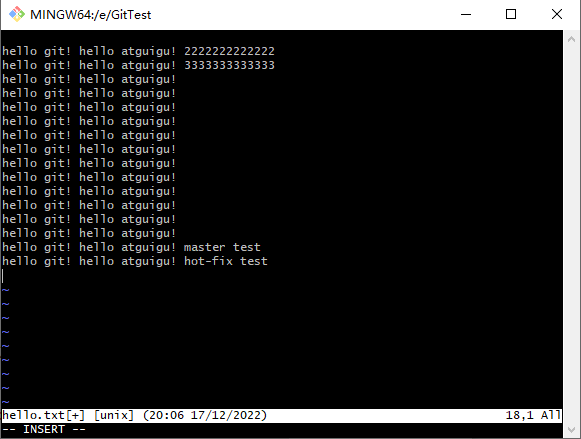 MINGW64:/e/GitTest
hello git! hello atguigu! 2222222222222
hello git! hello atguigu! 3333333333333
hello git! hello atguigu!
hello git! hello atguigu!
hello git! hello atguigu!
hello git! hello atguigu!
hello git! hello atguigu!
hello git! hello atguigu!
hello git! hello atguigu!
hello git! hello atguigu!
hello git! hello atguigu!
hello git! hello atguigu!
hello git! hello atguigu!
hello git! hello atguigu!
hello git! hello atguigu! master test
hello git! hello atguigu! hot-fix test
~
~
~
~
~
~
~
~
~
hello.txt[+] [unix] (20:06 17/12/2022) 18,1 All
-- INSERT --